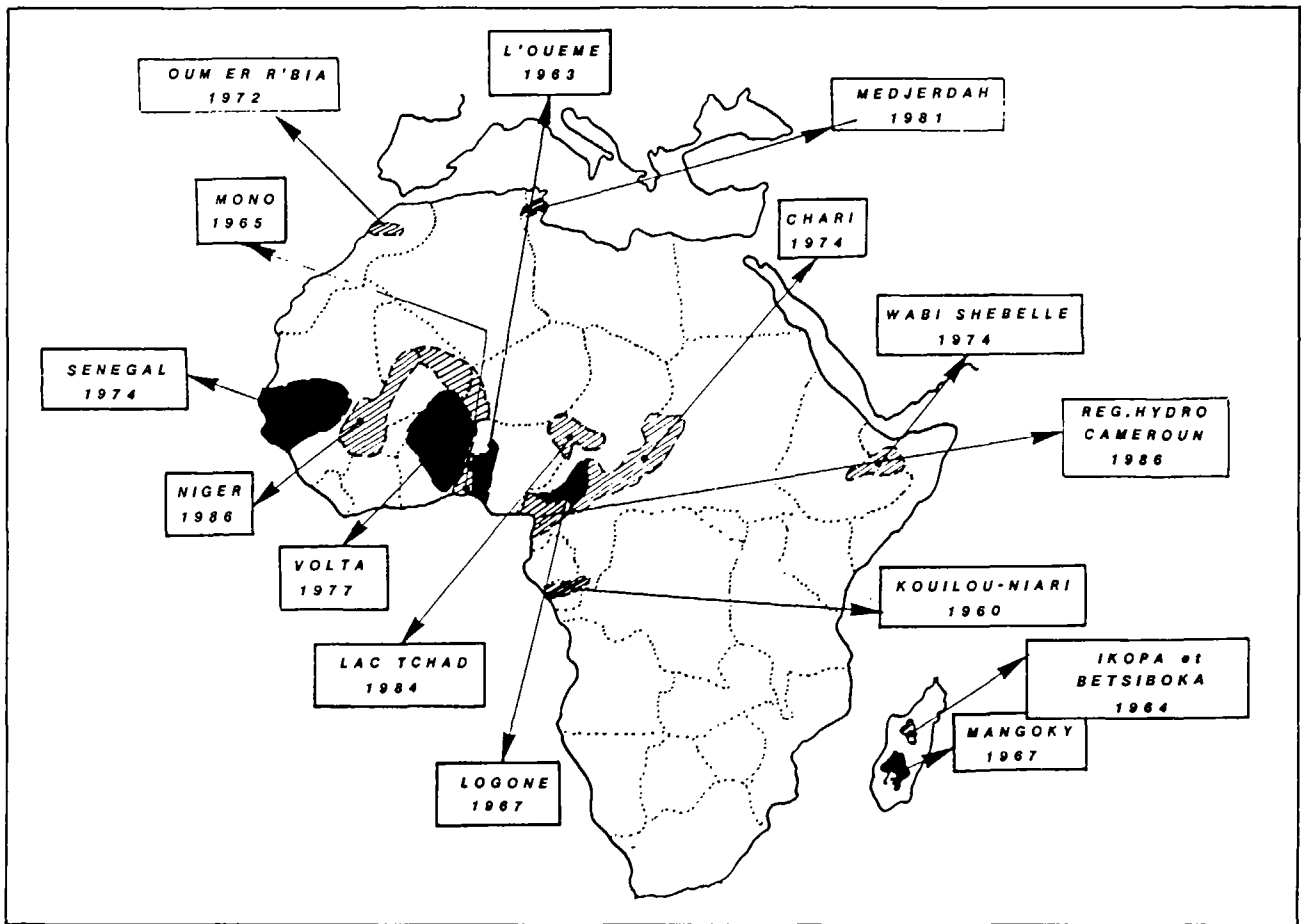 L'OUEME
1963
OUM ER R'BIA
1972
MEDJERDAH
1981
MONO
1965
CHARI
1974
WABI SHEBELLE
1974
SENEGAL
1974
REG.HYDRO
CAMEROUN
1986
NIGER
1986
VOLTA
1977
KOUILOU-NIARI
1960
LAC TCHAD
1984
IKOPA et
BETSIBOKA
1964
MANGOKY
1967
LOGONE
1967